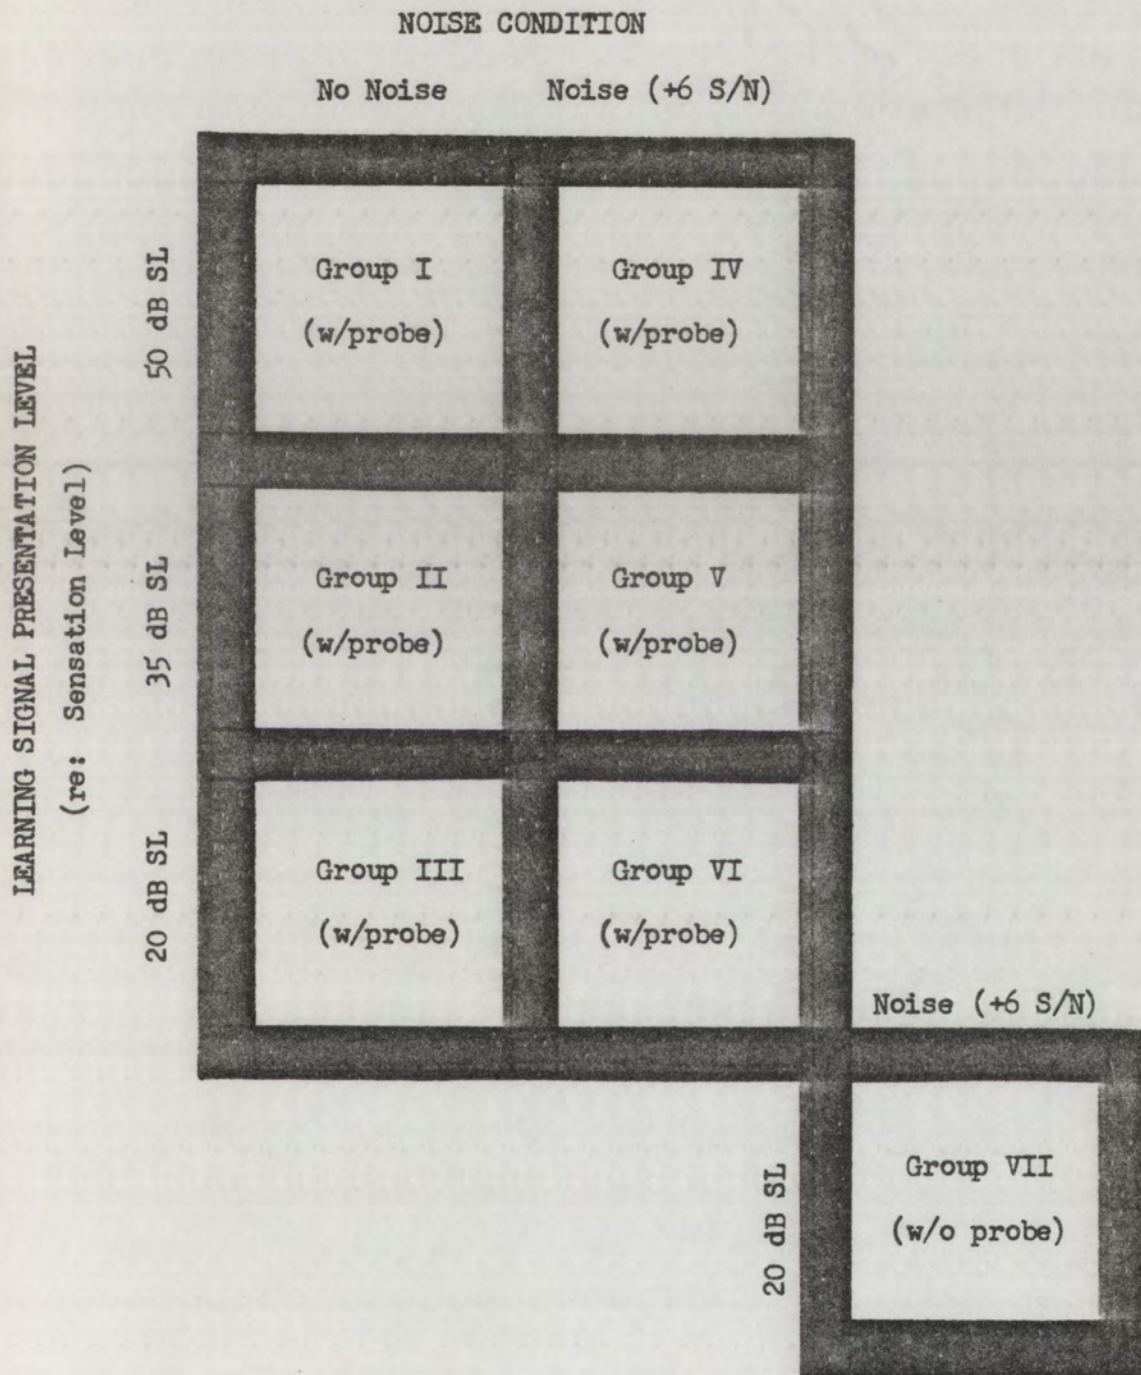 NOISE CONDITION
No Noise
Noise (+6 S/N)
LEARNING SIGNAL PRESENTATION LEVEL
(re: Sensation Level)
50 dB SL
Group I
(w/probe)
Group IV
(w/probe)
35 dB SL
Group II
(w/probe)
Group V
(w/probe)
20 dB SL
Group III
(w/probe)
Group VI
(w/probe)
Noise (+6 S/N)
20 dB SL
Group VII
(w/o probe)